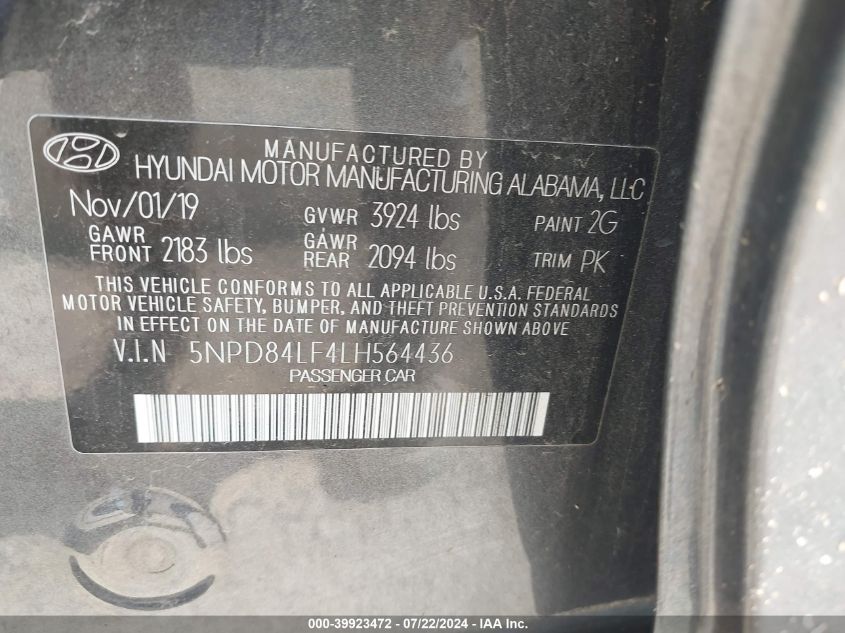 MANUFACTURED BY
HYUNDAI MOTOR MANUFACTURING ALABAMA, LLC
Nov/01/19 GVWR 3924 lbs PAINT 2G
GAWR FRONT 2183 lbs GAWR REAR 2094 lbs TRIM PK
THIS VEHICLE CONFORMS TO ALL APPLICABLE U.S.A. FEDERAL
MOTOR VEHICLE SAFETY, BUMPER, AND THEFT PREVENTION STANDARDS
IN EFFECT ON THE DATE OF MANUFACTURE SHOWN ABOVE
V.I.N 5NPD84LF4LH564436
PASSENGER CAR
000-39923472 - 07/22/2024 - IAA Inc.